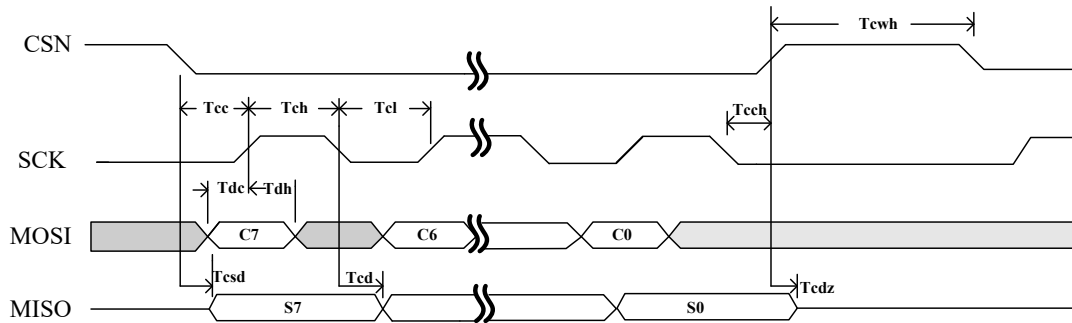 CSN
Tcwh
Tcc
Tch
Tcl
Tcch
SCK
Tdc
Tdh
MOSI
C7
C6
C0
Tcsd
Tcd
Tcdz
MISO
S7
S0